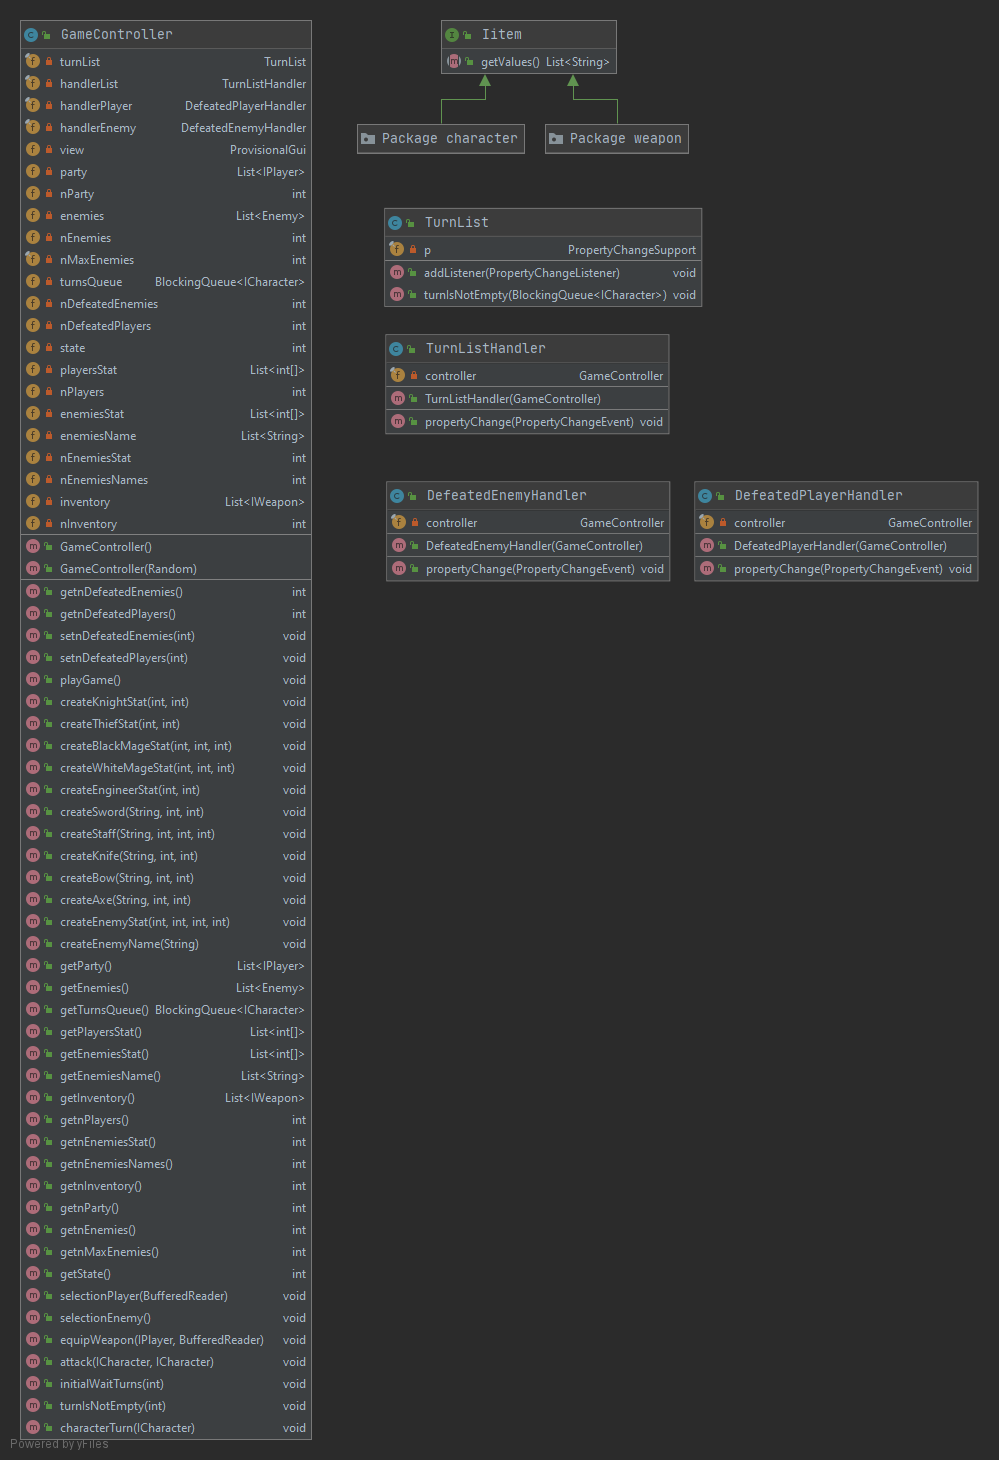 GameController
turnList TurnList
handlerList TurnListHandler
handlerPlayer DefeatedPlayerHandler
handlerEnemy DefeatedEnemyHandler
view ProvisionalGui
party List<IPlayer>
nParty int
enemies List<Enemy>
nEnemies int
nMaxEnemies int
turnsQueue BlockingQueue<ICharacter>
nDefeatedEnemies int
nDefeatedPlayers int
state int
playersStat List<int[]>
nPlayers int
enemiesStat List<int[]>
enemiesName List<String>
nEnemiesStat int
nEnemiesNames int
inventory List<IWeapon>
nInventory int
GameController()
GameController(Random)
getnDefeatedEnemies() int
getnDefeatedPlayers() int
setnDefeatedEnemies(int) void
setnDefeatedPlayers(int) void
playGame() void
createKnightStat(int, int) void
createThiefStat(int, int) void
createBlackMageStat(int, int, int) void
createWhiteMageStat(int, int, int) void
createEngineerStat(int, int) void
createSword(String, int, int) void
createStaff(String, int, int, int) void
createKnife(String, int, int) void
createBow(String, int, int) void
createAxe(String, int, int) void
createEnemyStat(int, int, int, int) void
createEnemyName(String) void
getParty() List<IPlayer>
getEnemies() List<Enemy>
getTurnsQueue() BlockingQueue<ICharacter>
getPlayersStat() List<int[]>
getEnemiesStat() List<int[]>
getEnemiesName() List<String>
getInventory() List<IWeapon>
getnPlayers() int
getnEnemiesStat() int
getnEnemiesNames() int
getnInventory() int
getnParty() int
getnEnemies() int
getnMaxEnemies() int
getState() int
selectionPlayer(BufferedReader) void
selectionEnemy() void
equipWeapon(IPlayer, BufferedReader) void
attack(ICharacter, ICharacter) void
initialWaitTurns(int) void
turnIsNotEmpty(int) void
characterTurn(ICharacter) void
Iitem
getValues() List<String>
Package character
Package weapon
TurnList
p PropertyChangeSupport
addListener(PropertyChangeListener) void
turnIsNotEmpty(BlockingQueue<ICharacter>) void
TurnListHandler
controller GameController
TurnListHandler(GameController)
propertyChange(PropertyChangeEvent) void
DefeatedEnemyHandler
controller GameController
DefeatedEnemyHandler(GameController)
propertyChange(PropertyChangeEvent) void
DefeatedPlayerHandler
controller GameController
DefeatedPlayerHandler(GameController)
propertyChange(PropertyChangeEvent) void
Powered by yFiles